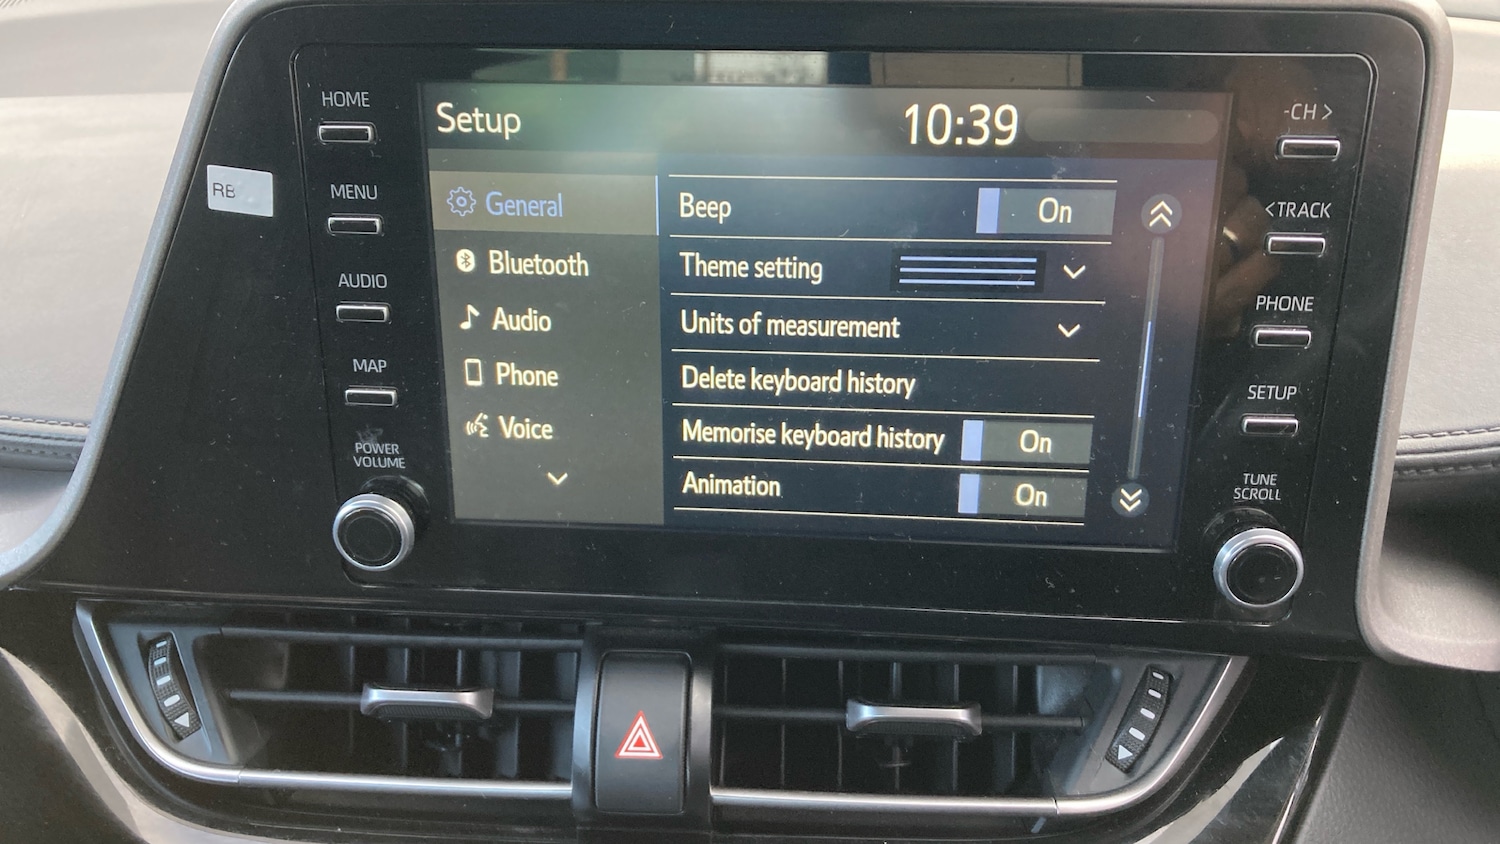 HOME
MENU
RB
AUDIO
MAP
POWER
VOLUME
Setup
10:39
General
Bluetooth
Audio
Phone
Voice
Beep
On
Theme setting
Units of measurement
Delete keyboard history
Memorise keyboard history
On
Animation
On
-CH >
<TRACK
PHONE
SETUP
TUNE
SCROLL